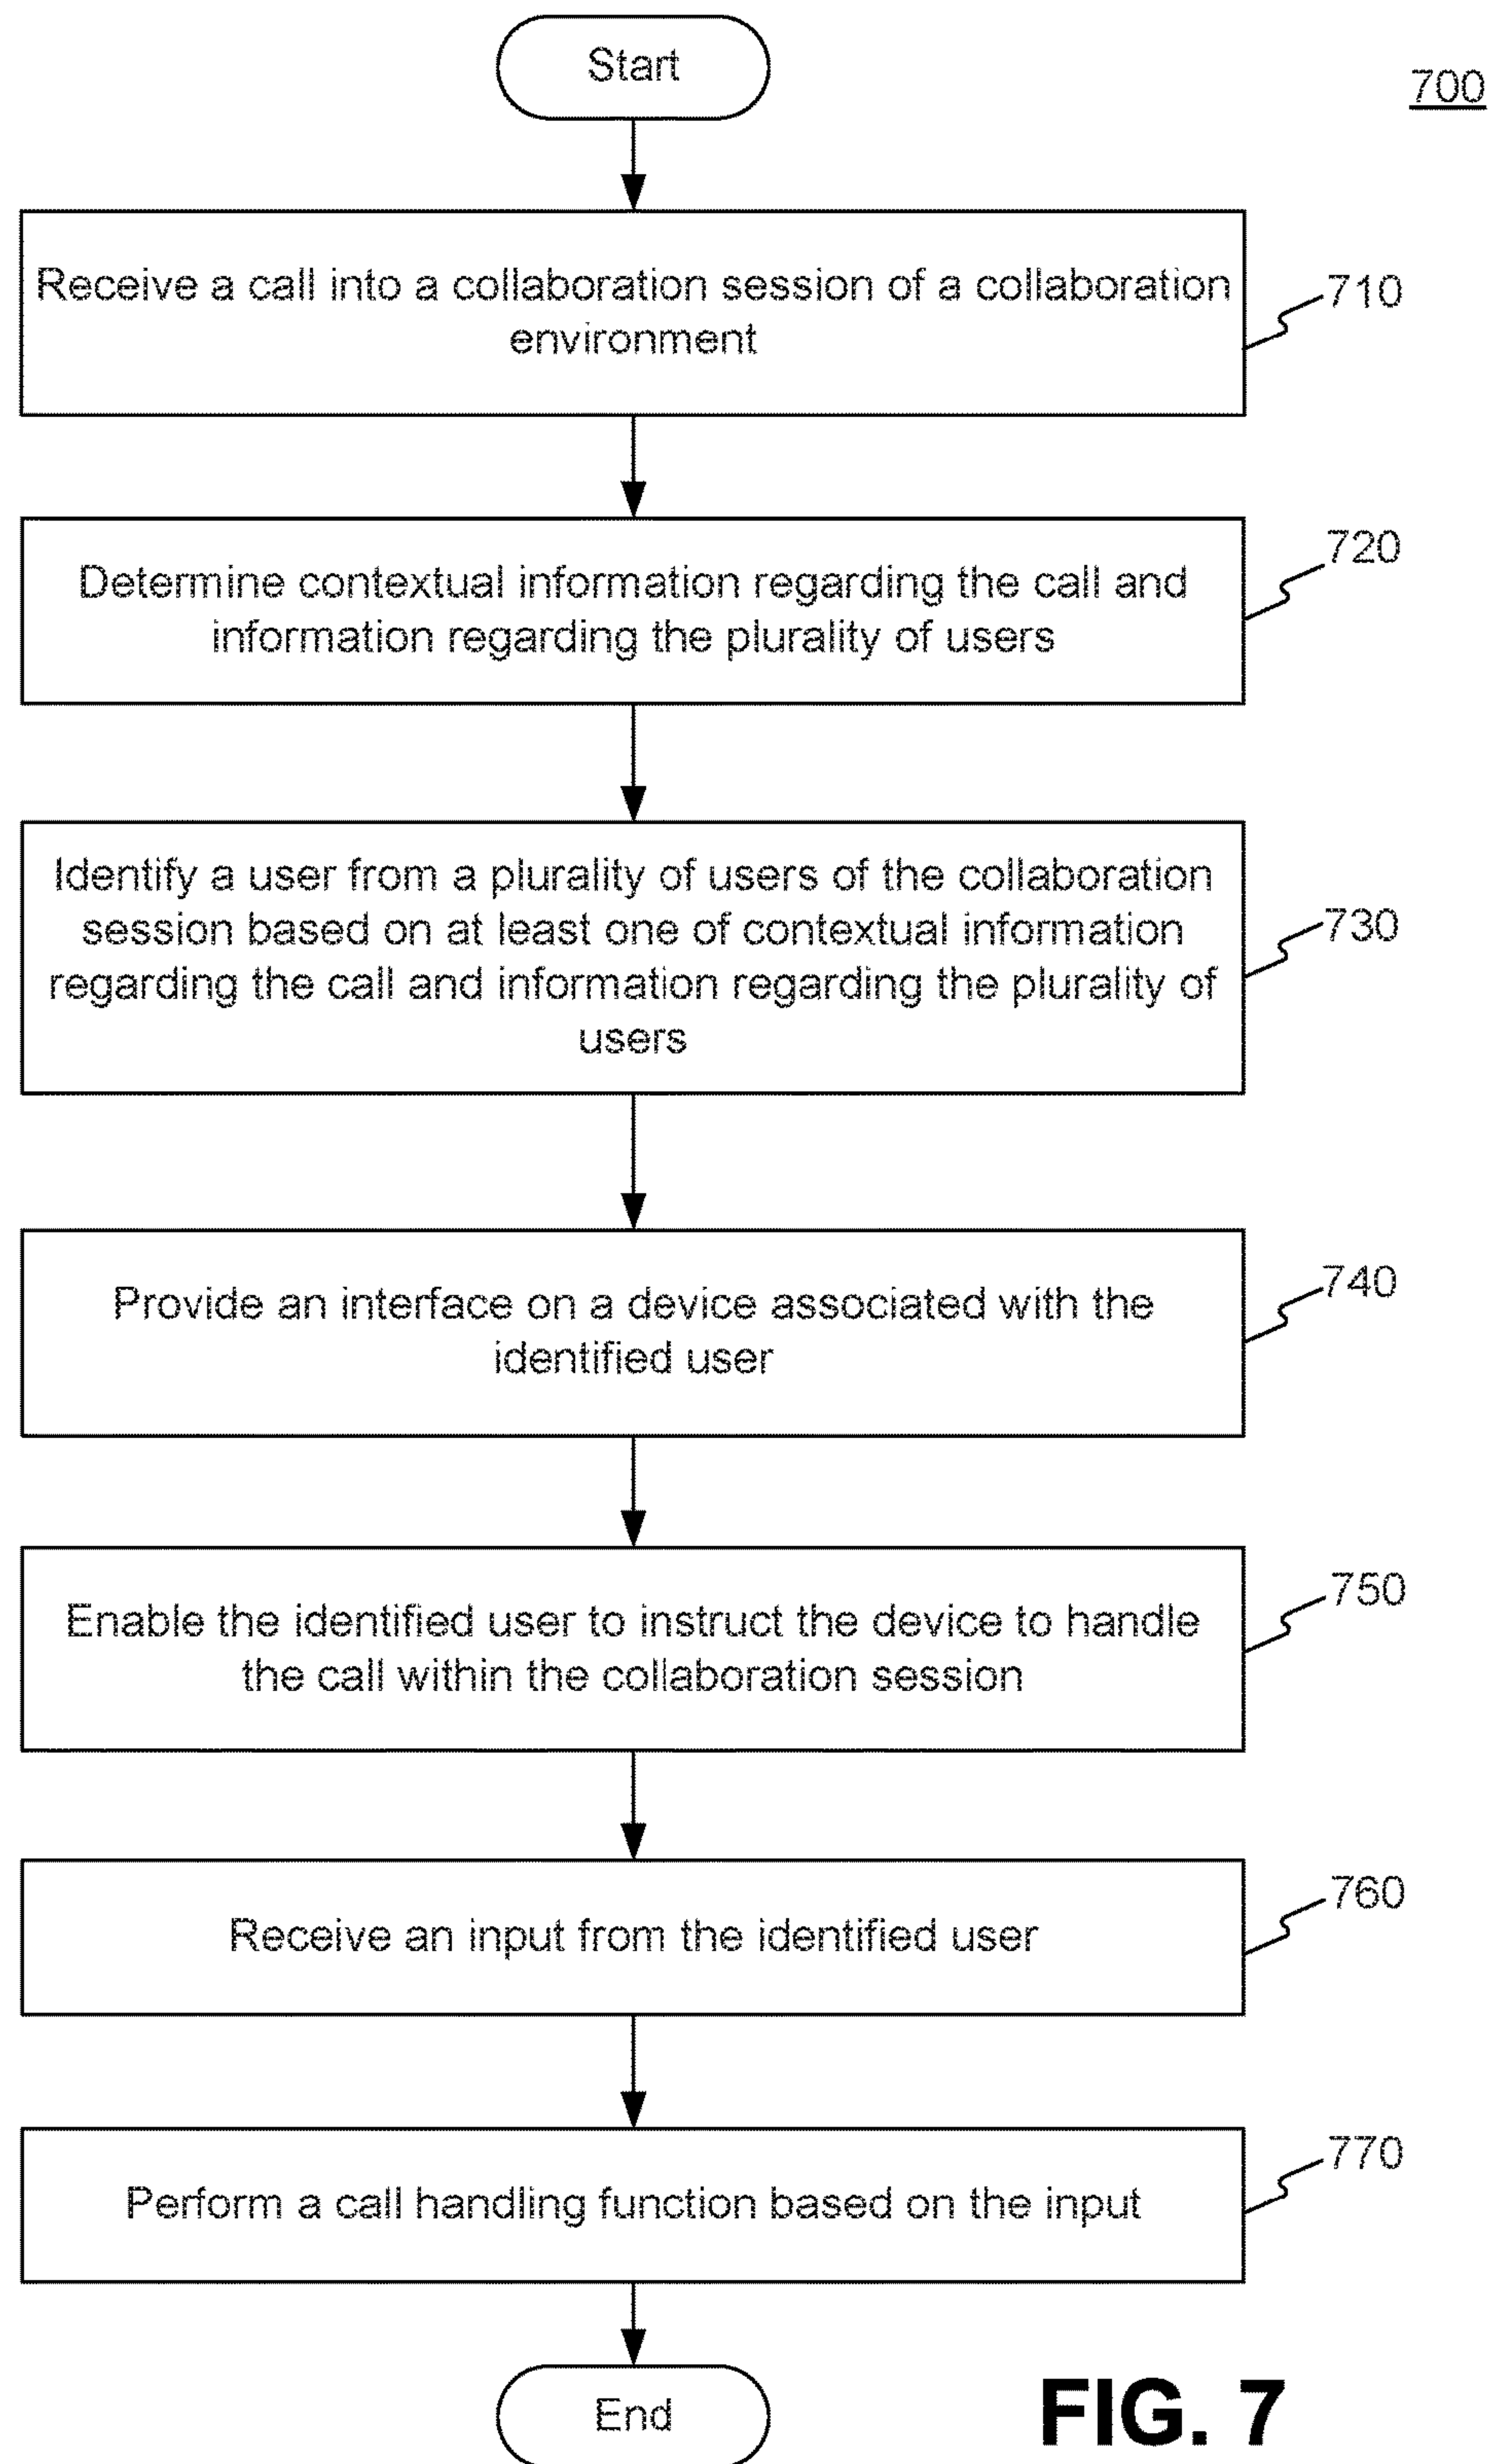 Start
700
Receive a call into a collaboration session of a collaboration
environment
710
Determine contextual information regarding the call and
information regarding the plurality of users
720
Identify a user from a plurality of users of the collaboration
session based on at least one of contextual information
regarding the call and information regarding the plurality of
users
730
Provide an interface on a device associated with the
identified user
740
Enable the identified user to instruct the device to handle
the call within the collaboration session
750
Receive an input from the identified user
760
Perform a call handling function based on the input
770
End
FIG. 7